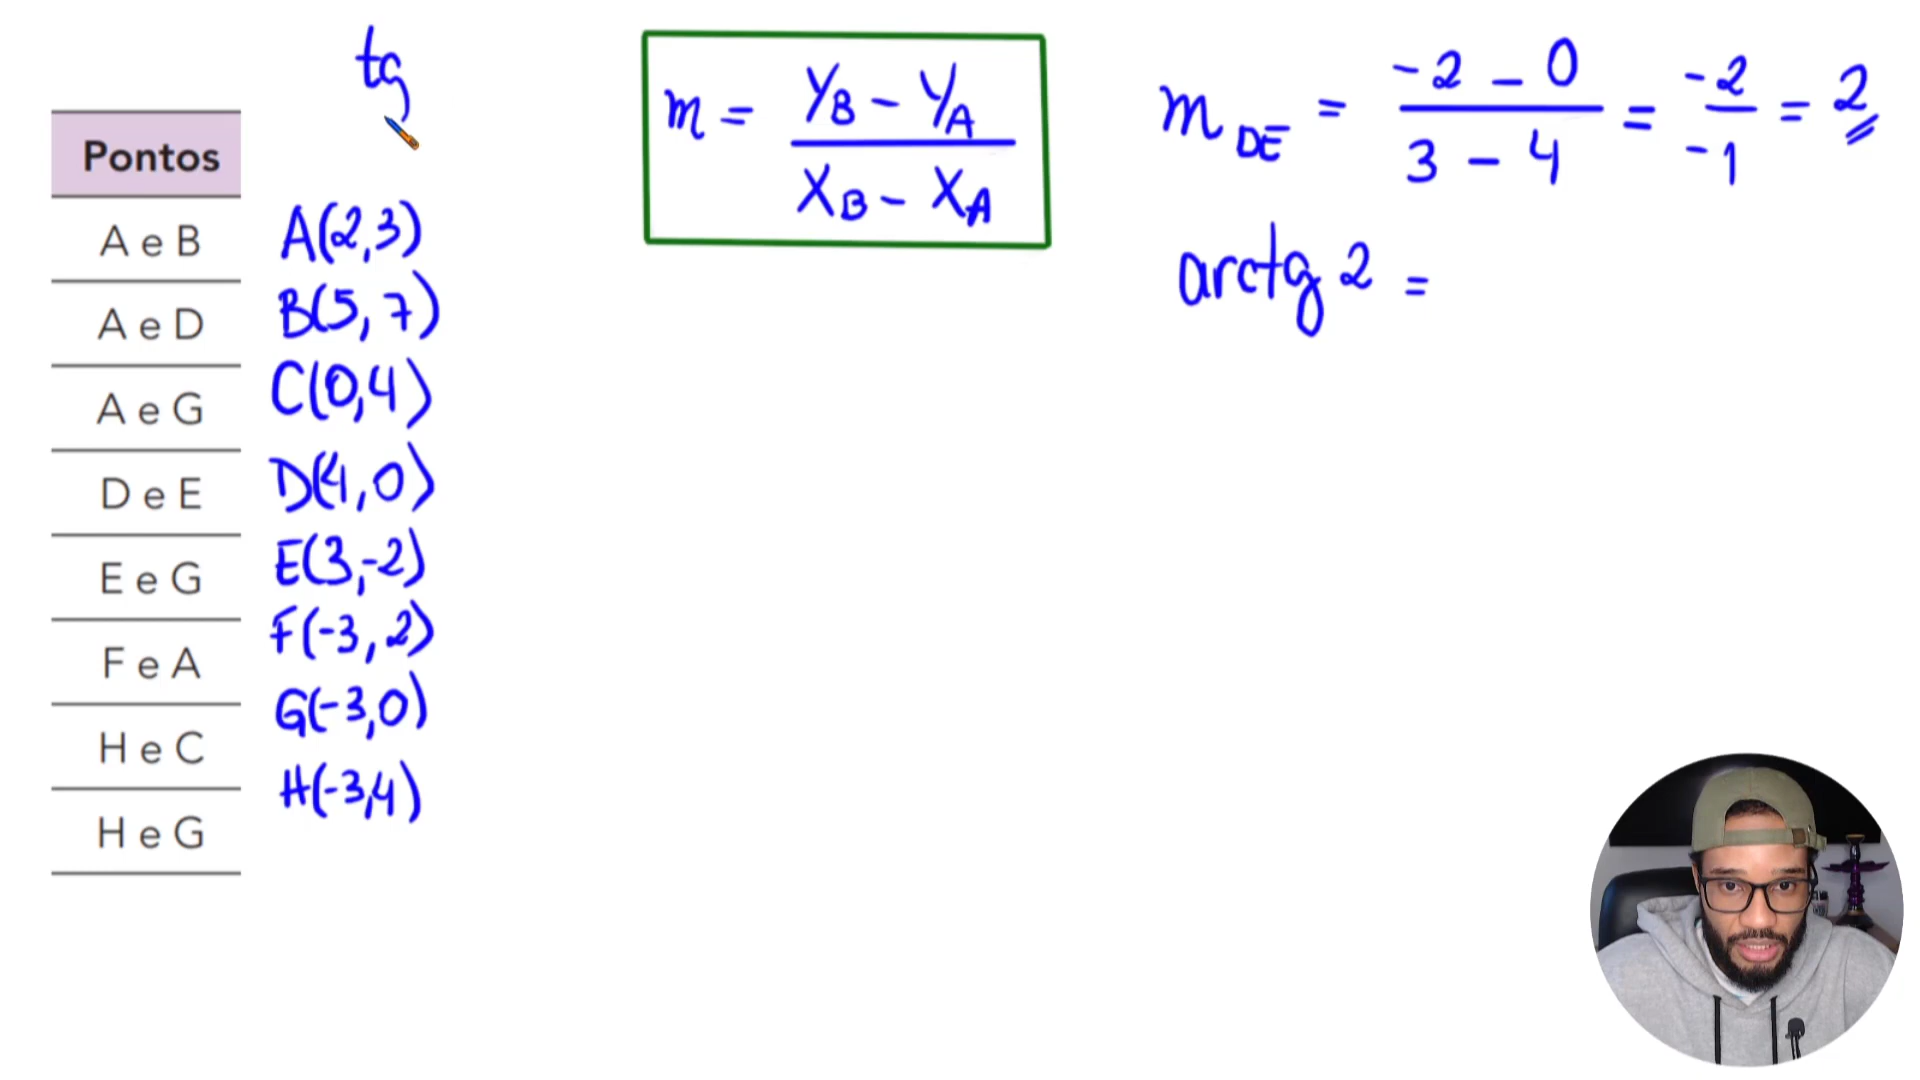 tg
Pontos
A e B
A e D
A e G
D e E
E e G
F e A
H e C
H e G
A(2,3)
B(5,7)
C(0,4)
D(4,0)
E(3,-2)
F(-3,2)
G(-3,0)
H(-3,4)
m = (YB - YA) / (XB - XA)
mDE = (-2 - 0) / (3 - 4) = -2 / -1 = 2
arctg 2 =